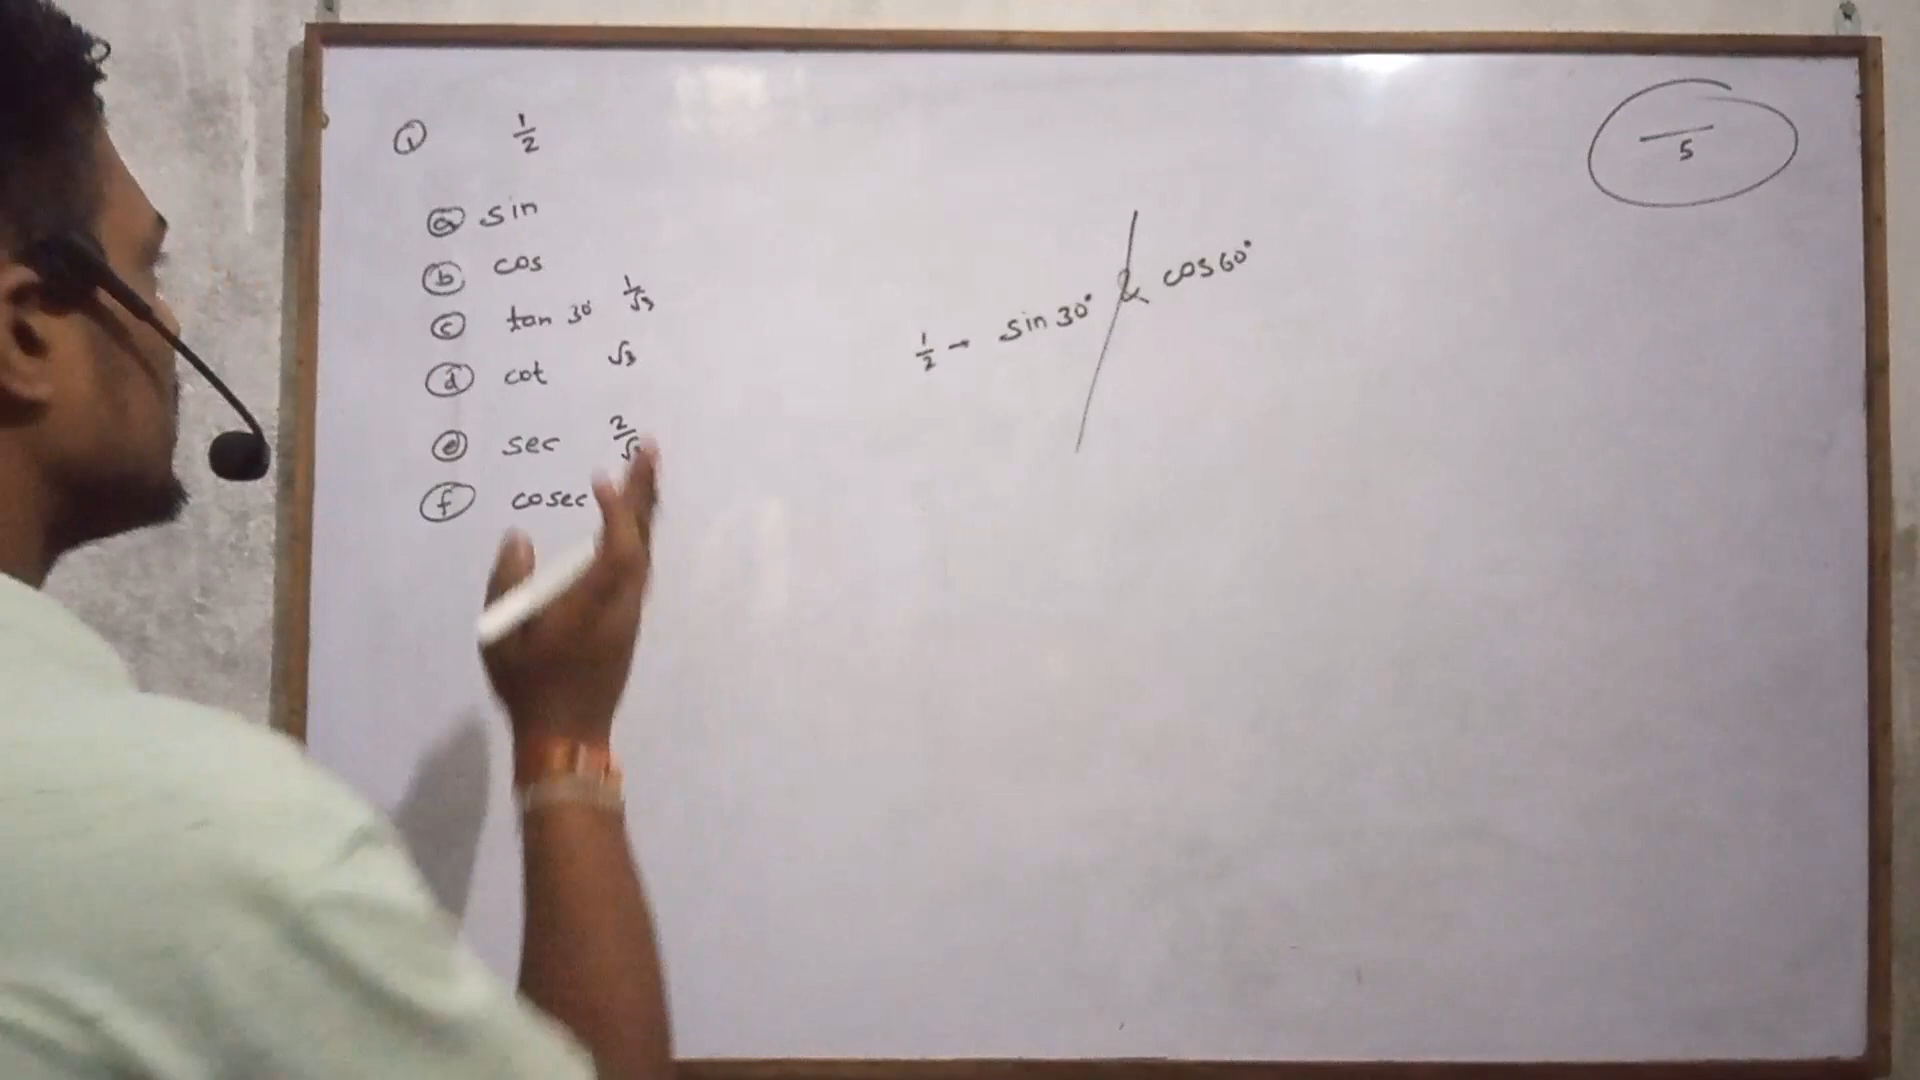 ① 1/2
ⓐ sin
ⓑ cos
ⓒ tan 30° 1/√3
ⓓ cot √3
ⓔ sec 2/√
ⓕ cosec
1/2 → sin 30° & cos 60°
/5